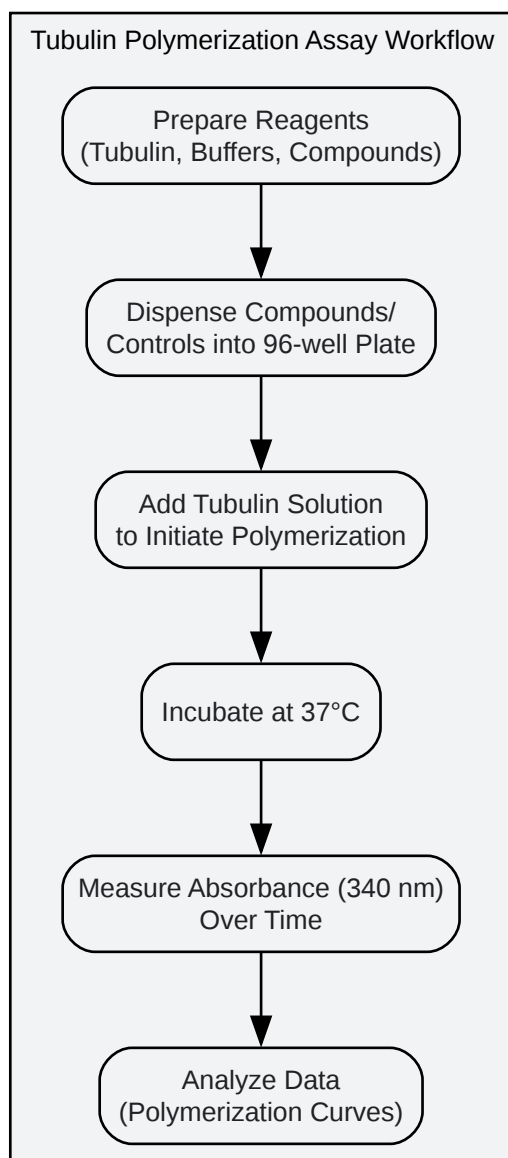 Tubulin Polymerization Assay Workflow
Prepare Reagents
(Tubulin, Buffers, Compounds)
Dispense Compounds/
Controls into 96-well Plate
Add Tubulin Solution
to Initiate Polymerization
Incubate at 37°C
Measure Absorbance (340 nm)
Over Time
Analyze Data
(Polymerization Curves)